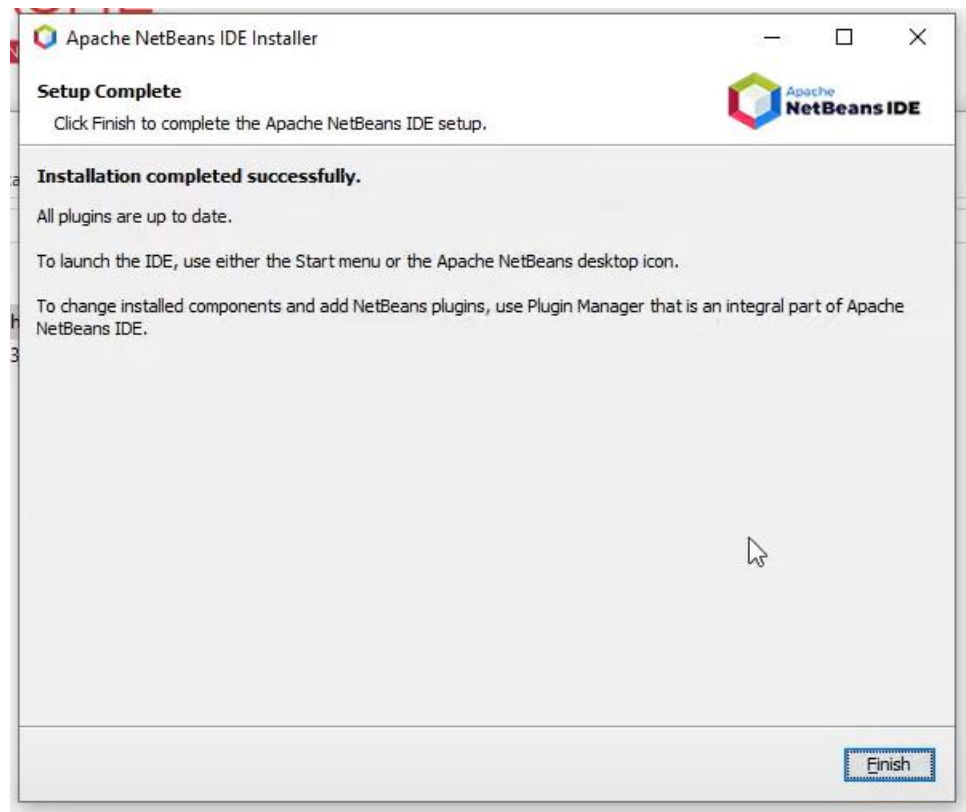 Apache NetBeans IDE Installer
Setup Complete
Click Finish to complete the Apache NetBeans IDE setup.
Apache
NetBeans IDE
Installation completed successfully.
All plugins are up to date.
To launch the IDE, use either the Start menu or the Apache NetBeans desktop icon.
To change installed components and add NetBeans plugins, use Plugin Manager that is an integral part of Apache
NetBeans IDE.
Finish